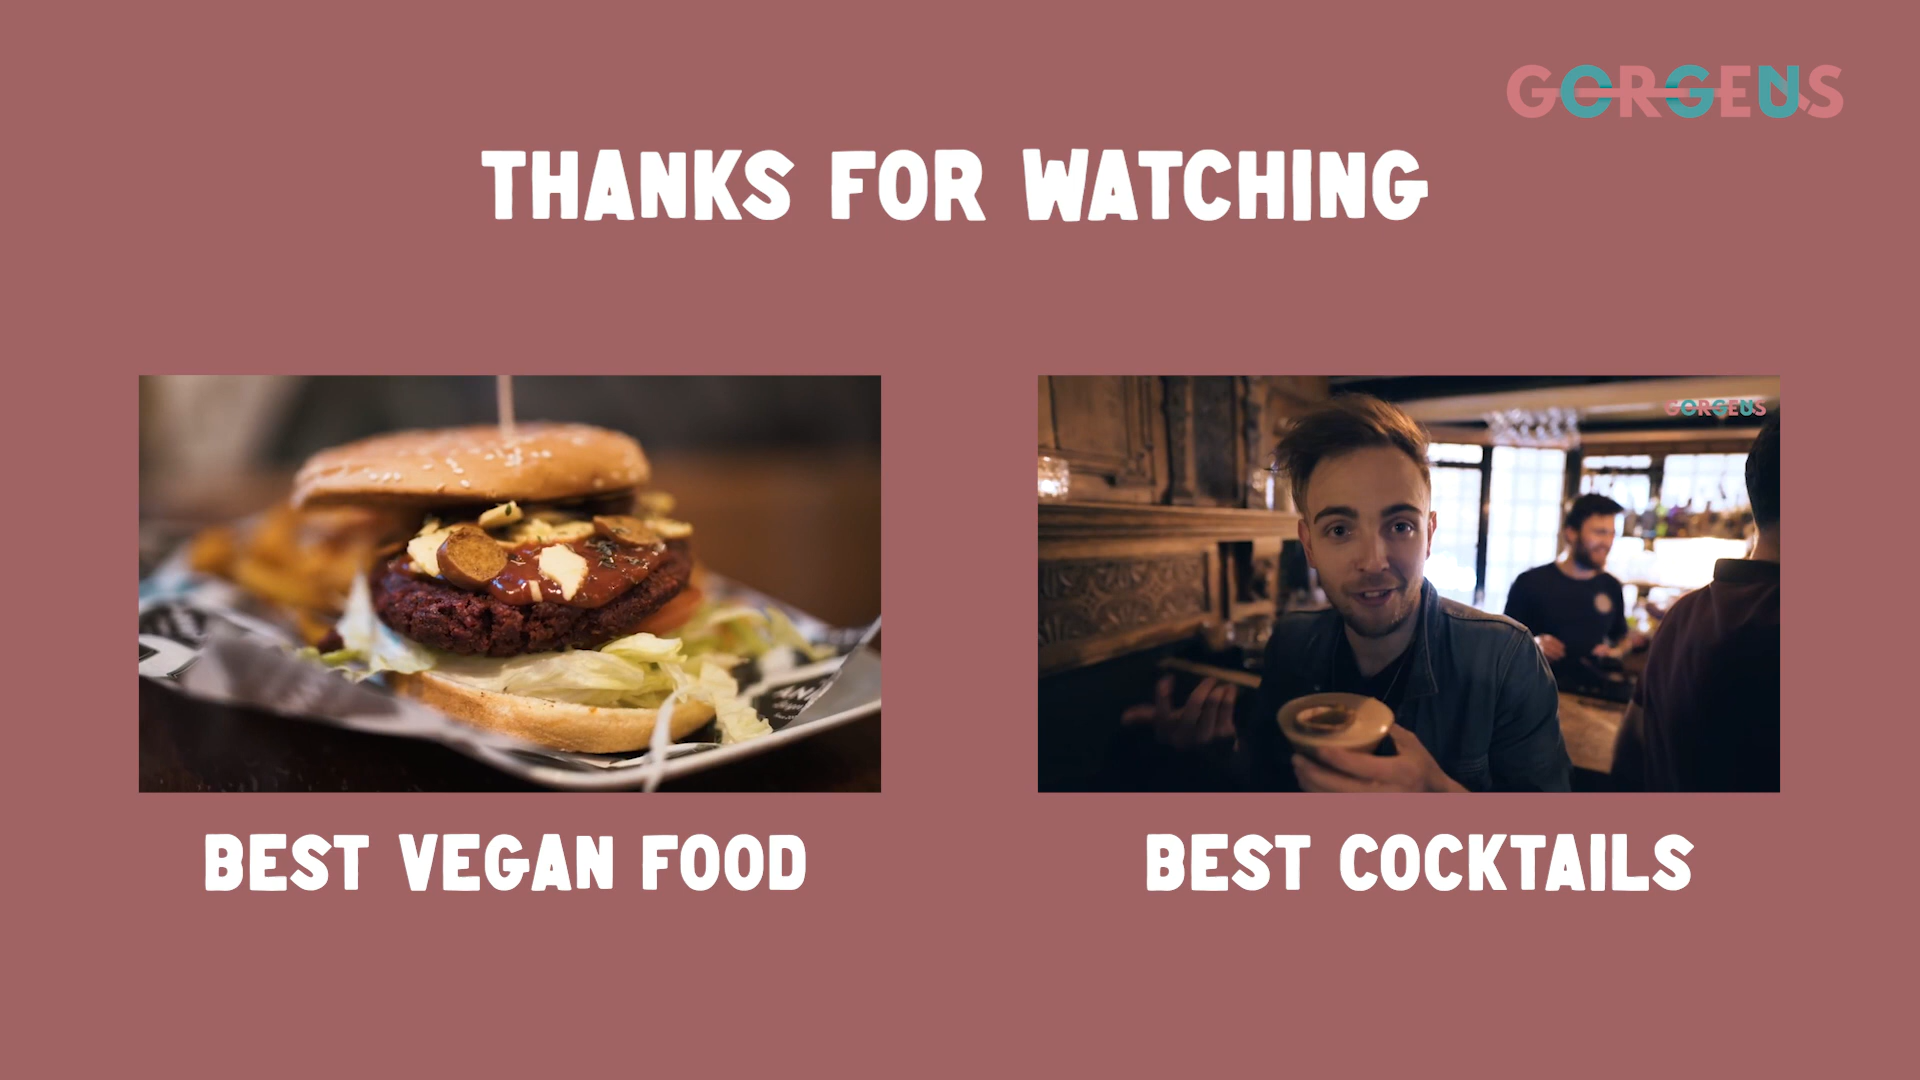 GORGEUS
THANKS FOR WATCHING
GORGEUS
BEST VEGAN FOOD
BEST COCKTAILS